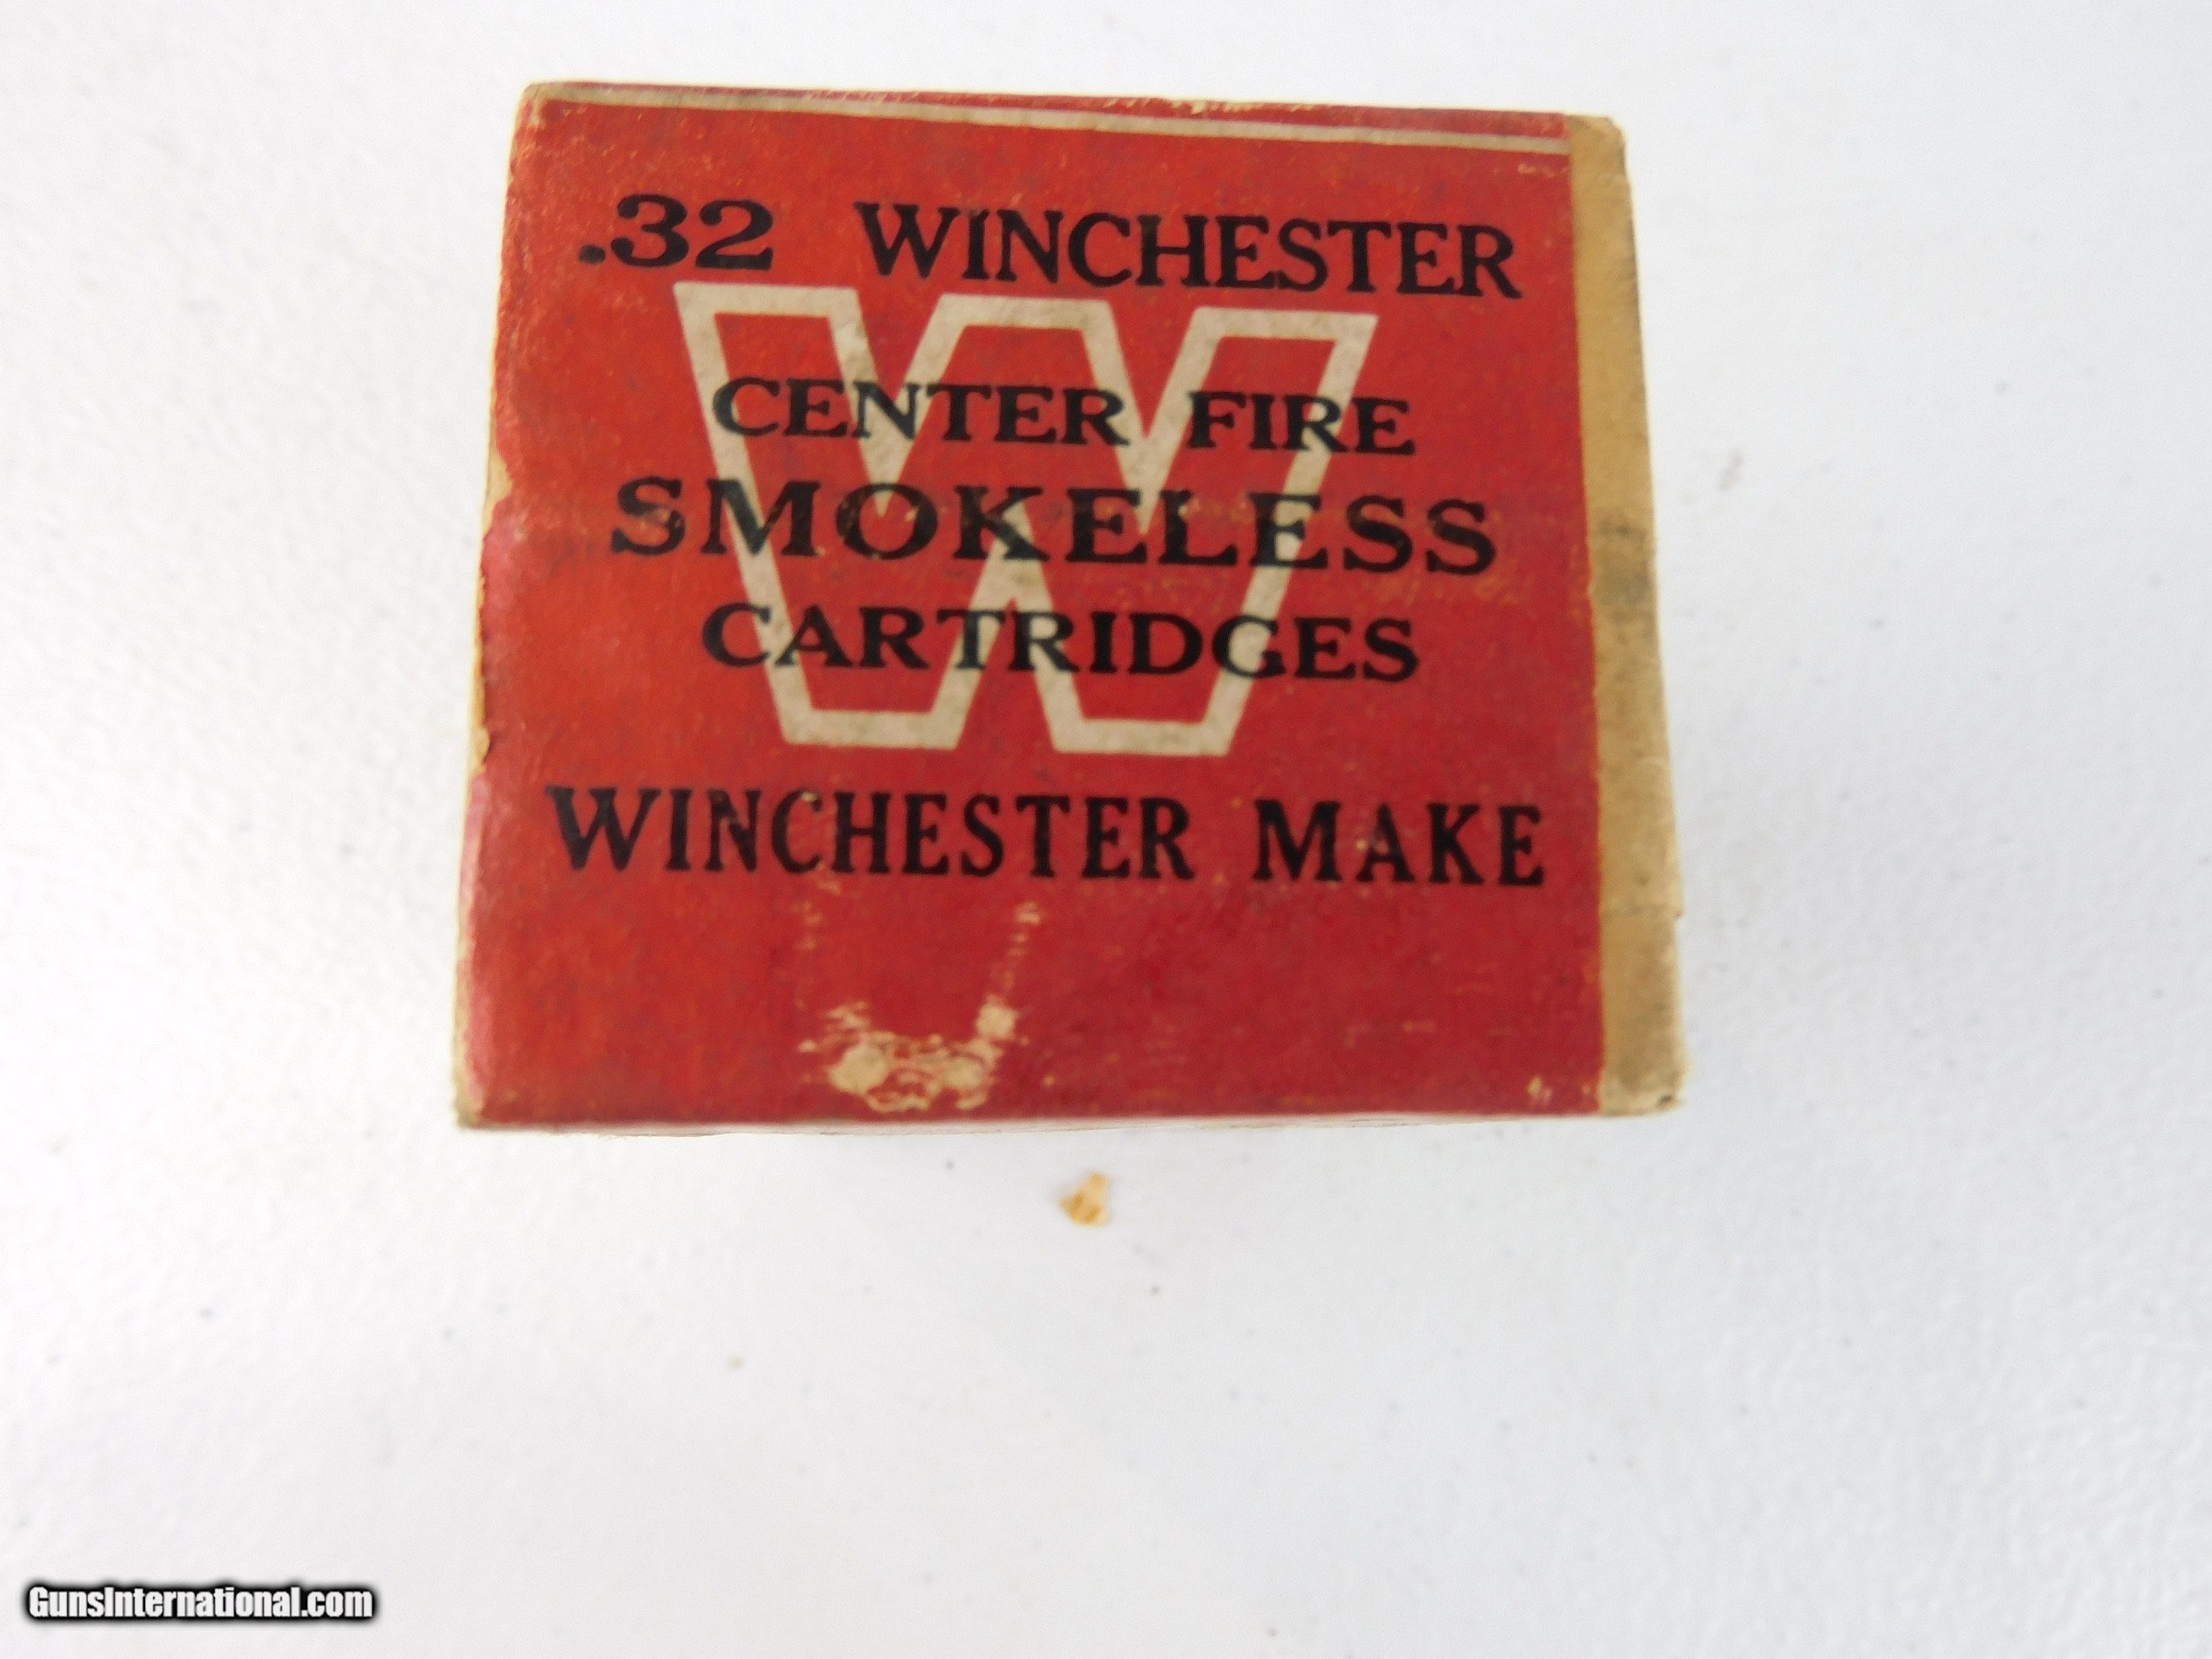 .32 WINCHESTER
W
CENTER FIRE
SMOKELESS
CARTRIDGES
WINCHESTER MAKE
GunsInternational.com